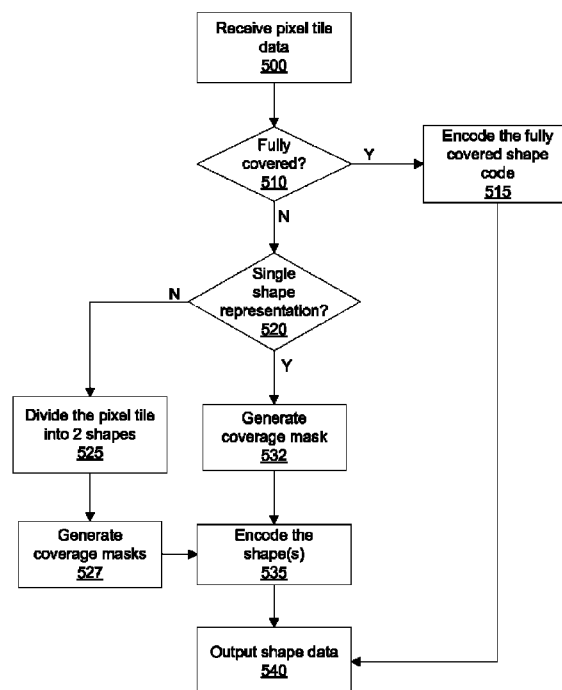 Receive pixel tile
data
500
Fully
covered?
510
Y
Encode the fully
covered shape
code
515
N
Single
shape
representation?
520
N
Y
Divide the pixel tile
into 2 shapes
525
Generate
coverage mask
532
Generate
coverage masks
527
Encode the
shape(s)
535
Output shape data
540